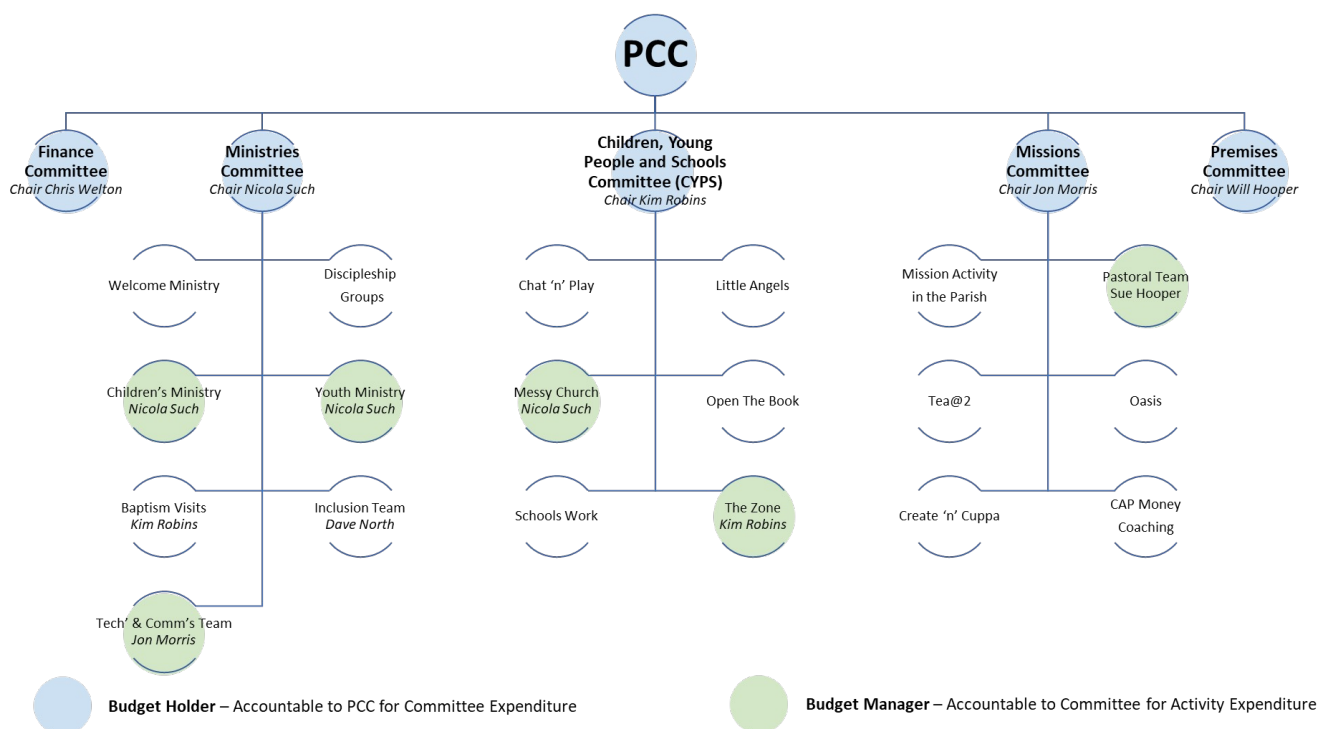 PCC
Finance
Committee
Chair Chris Welton
Ministries
Committee
Chair Nicola Such
Children, Young
People and Schools
Committee (CYPS)
Chair Kim Robins
Missions
Committee
Chair Jon Morris
Premises
Committee
Chair Will Hooper
Welcome Ministry
Discipleship
Groups
Chat ‘n’ Play
Little Angels
Mission Activity
in the Parish
Pastoral Team
Sue Hooper
Children’s Ministry
Nicola Such
Youth Ministry
Nicola Such
Messy Church
Nicola Such
Open The Book
Tea@2
Oasis
Baptism Visits
Kim Robins
Inclusion Team
Dave North
Schools Work
The Zone
Kim Robins
Create ‘n’ Cuppa
CAP Money
Coaching
Tech’ & Comm’s Team
Jon Morris
Budget Holder – Accountable to PCC for Committee Expenditure
Budget Manager – Accountable to Committee for Activity Expenditure